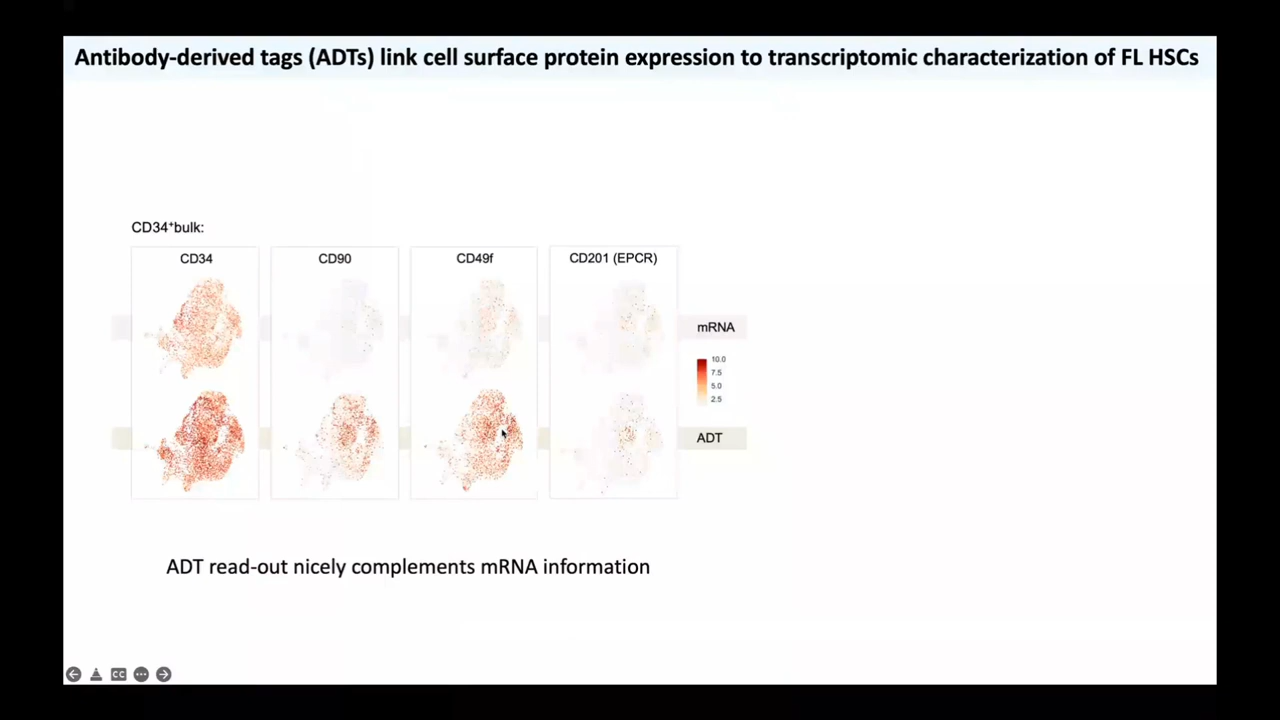 Antibody-derived tags (ADTs) link cell surface protein expression to transcriptomic characterization of FL HSCs
CD34⁺bulk:
CD34
CD90
CD49f
CD201 (EPCR)
mRNA
10.0
7.5
5.0
2.5
ADT
ADT read-out nicely complements mRNA information
CC